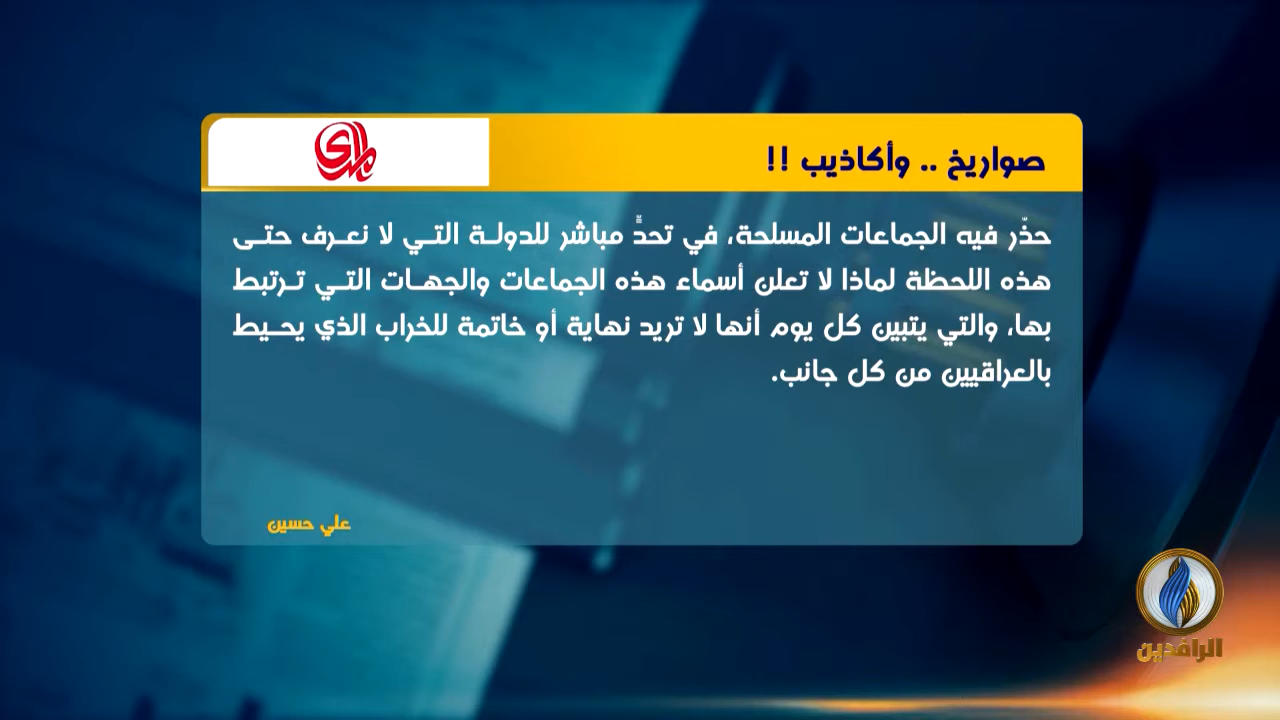 المدى
صواريخ .. وأكاذيب !!
حذّر فيه الجماعات المسلحة، في تحدًّ مباشر للدولة التي لا نعرف حتى
هذه اللحظة لماذا لا تعلن أسماء هذه الجماعات والجهات التي ترتبط
بها، والتي يتبين كل يوم أنها لا تريد نهاية أو خاتمة للخراب الذي يحيط
بالعراقيين من كل جانب.
علي حسين
الرافدين